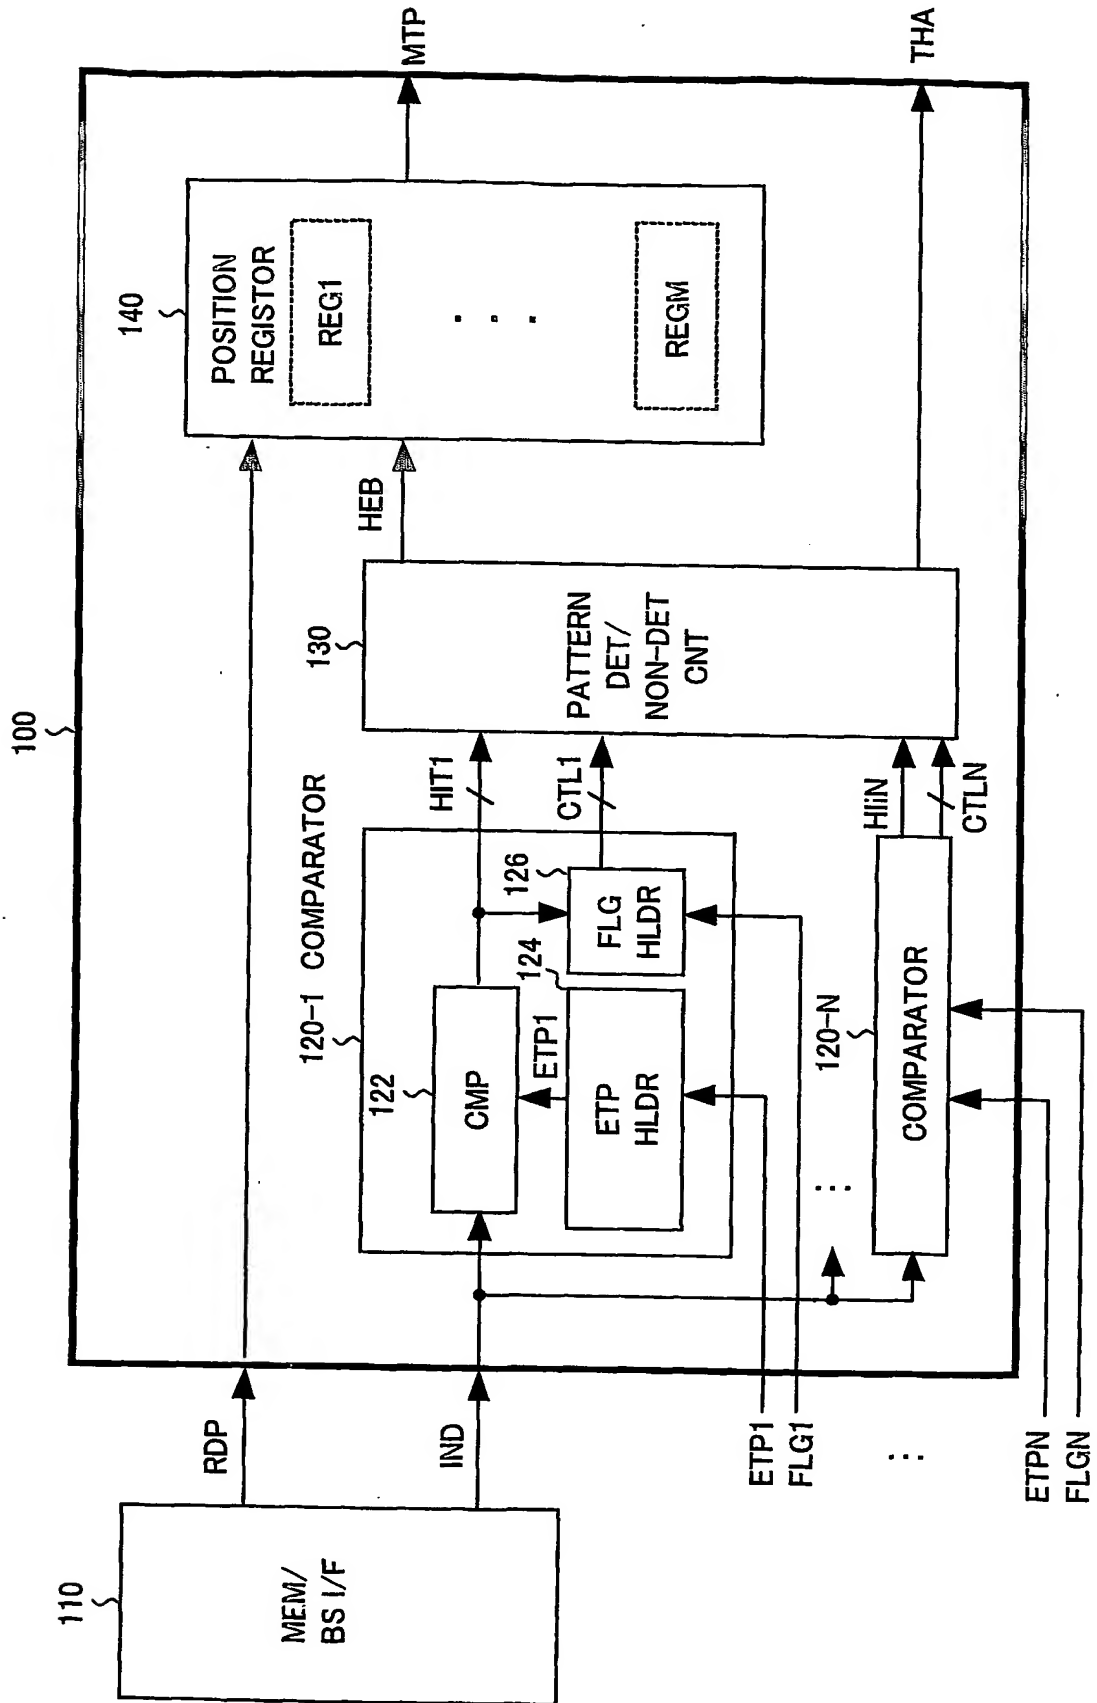 100
110
MEM/
BS I/F
RDP
IND
140
POSITION
REGISTOR
REG1
. . .
REGM
MTP
HEB
130
PATTERN
DET/
NON-DET
CNT
THA
120-1 COMPARATOR
122
CMP
ETP1
124
ETP
HLDR
126
FLG
HLDR
HIT1
CTL1
...
120-N
COMPARATOR
HIiN
CTLN
ETP1
FLG1
...
ETPN
FLGN